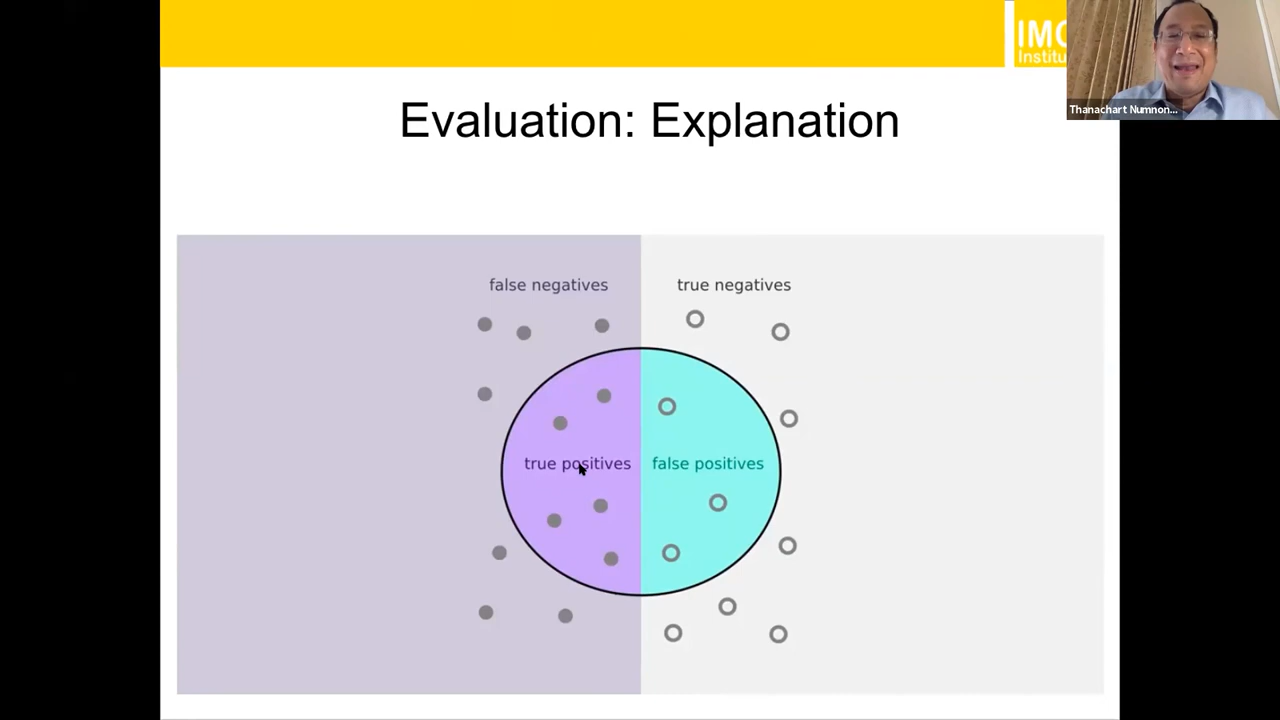 IMC
Institu
Thanachart Numnon...
Evaluation: Explanation
false negatives
true negatives
true positives
false positives